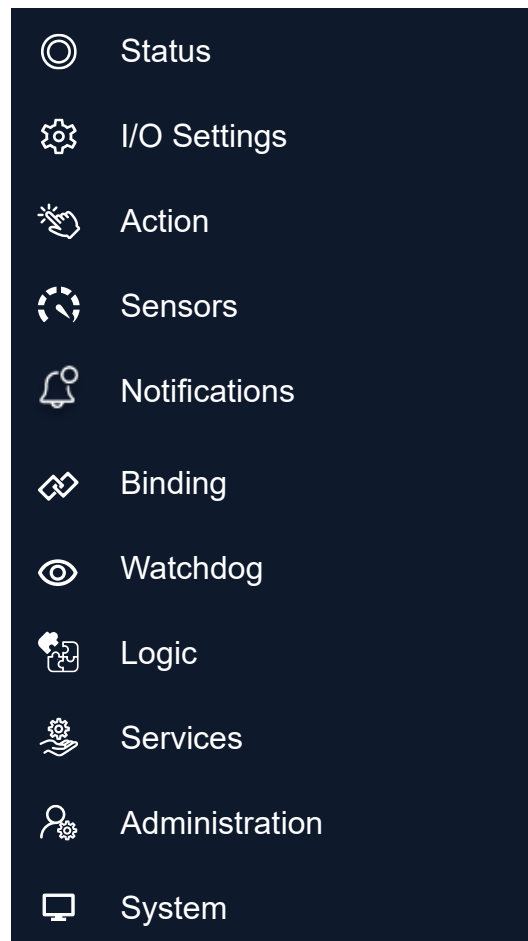 Status
I/O Settings
Action
Sensors
Notifications
Binding
Watchdog
Logic
Services
Administration
System